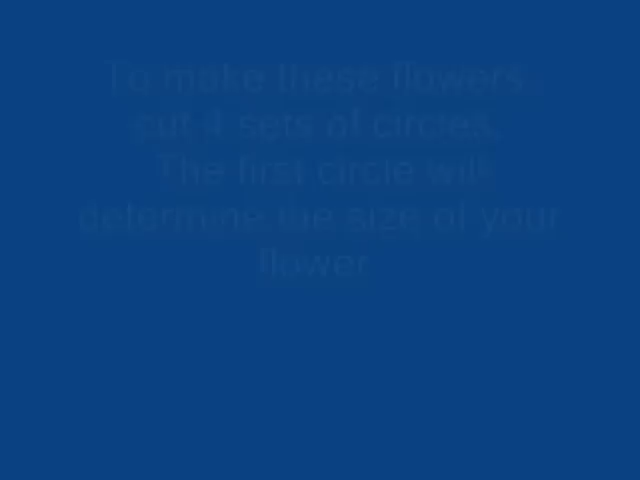 To make these flowers,
cut 4 sets of circles.
The first circle will
determine the size of your
flower